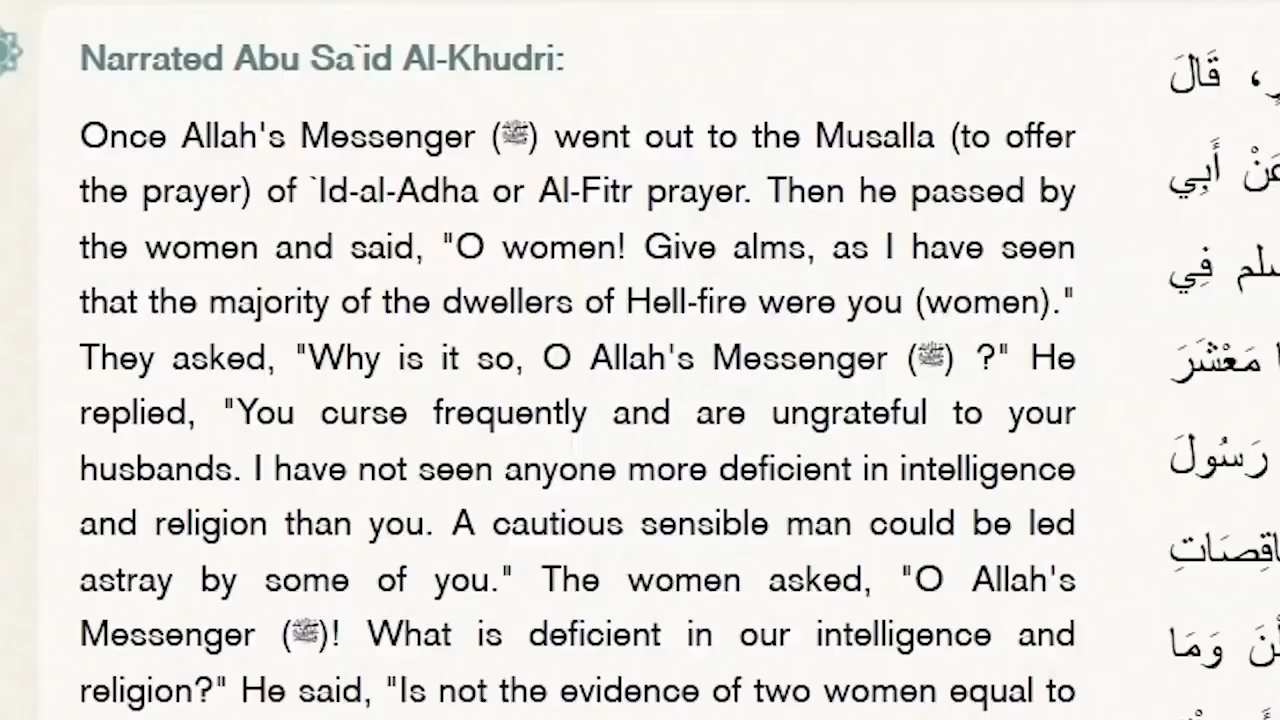 Narrated Abu Sa`id Al-Khudri:
Once Allah's Messenger (ﷺ) went out to the Musalla (to offer
the prayer) of `Id-al-Adha or Al-Fitr prayer. Then he passed by
the women and said, "O women! Give alms, as I have seen
that the majority of the dwellers of Hell-fire were you (women)."
They asked, "Why is it so, O Allah's Messenger (ﷺ) ?" He
replied, "You curse frequently and are ungrateful to your
husbands. I have not seen anyone more deficient in intelligence
and religion than you. A cautious sensible man could be led
astray by some of you." The women asked, "O Allah's
Messenger (ﷺ)! What is deficient in our intelligence and
religion?" He said, "Is not the evidence of two women equal to
، قَالَ
عَنْ أَبِي
فِي
مَعْشَرَ
رَسُولَ
وَمَا